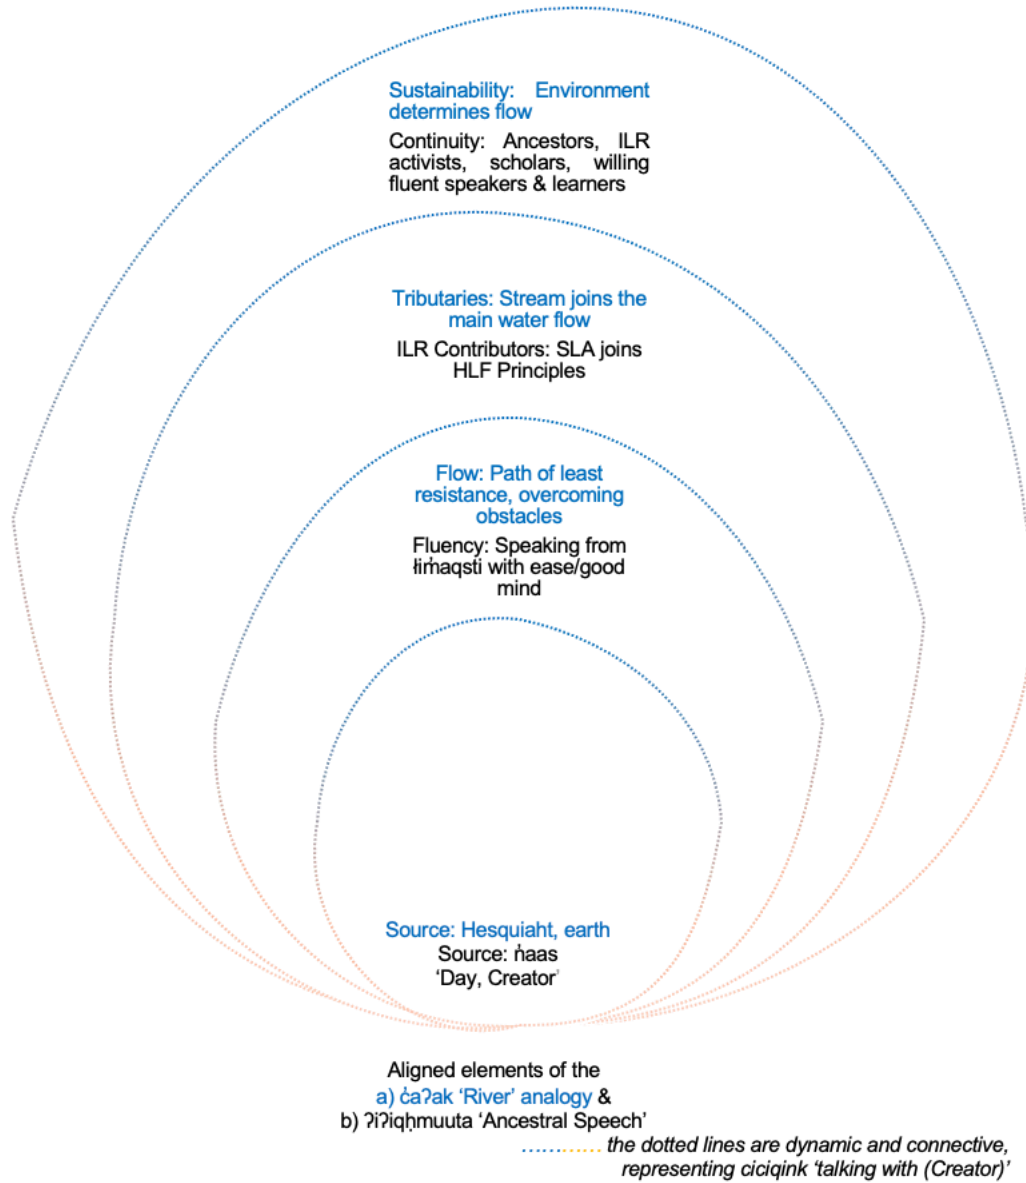 Sustainability: Environment
determines flow
Continuity: Ancestors, ILR
activists, scholars, willing
fluent speakers & learners
Tributaries: Stream joins the
main water flow
ILR Contributors: SLA joins
HLF Principles
Flow: Path of least
resistance, overcoming
obstacles
Fluency: Speaking from
łim̓aqsti with ease/good
mind
Source: Hesquiaht, earth
Source: n̓aas
‘Day, Creator’
Aligned elements of the
a) c̓aʔak ‘River’ analogy &
b) ʔiʔiqḥmuuta ‘Ancestral Speech’
the dotted lines are dynamic and connective,
representing ciciqink ‘talking with (Creator)’